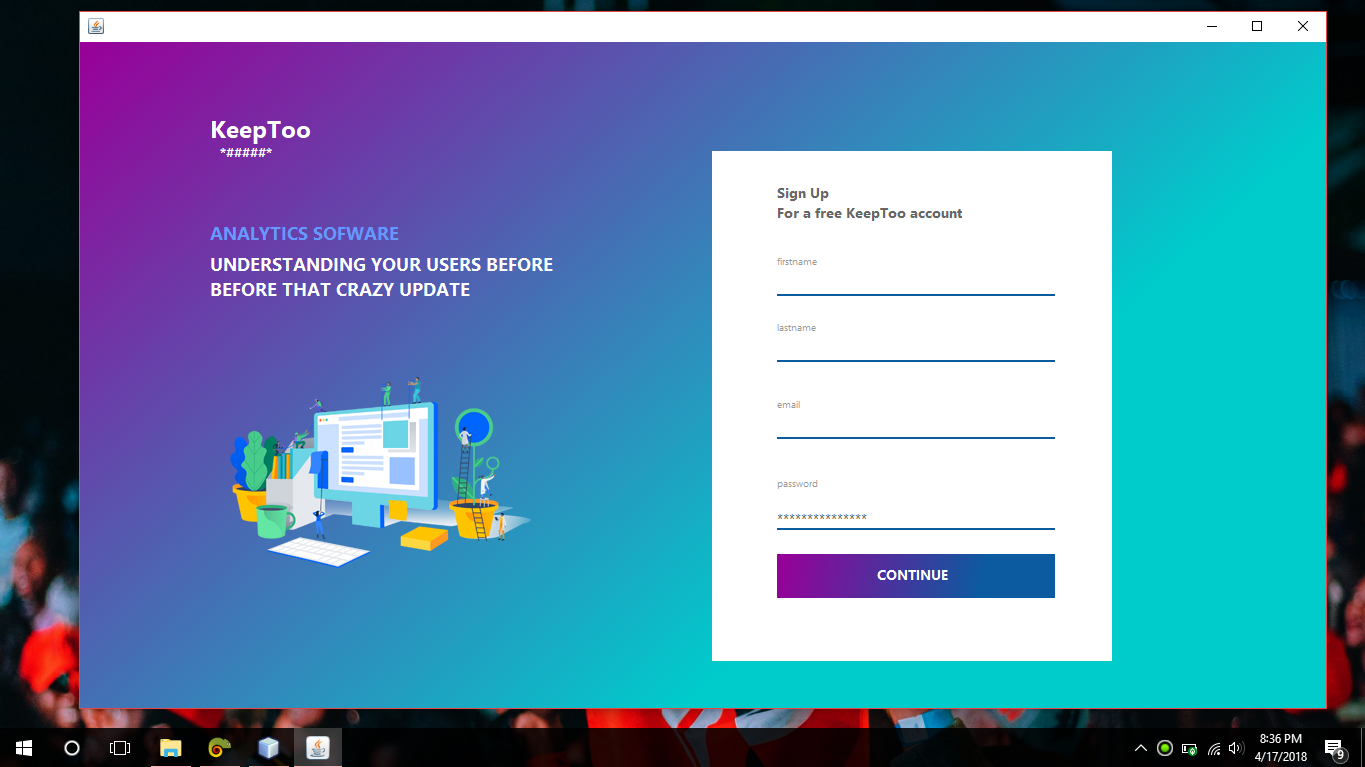 KeepToo
*#####*
ANALYTICS SOFWARE
UNDERSTANDING YOUR USERS BEFORE
BEFORE THAT CRAZY UPDATE
Sign Up
For a free KeepToo account
firstname
lastname
email
password
***************
CONTINUE
8:36 PM
4/17/2018
9